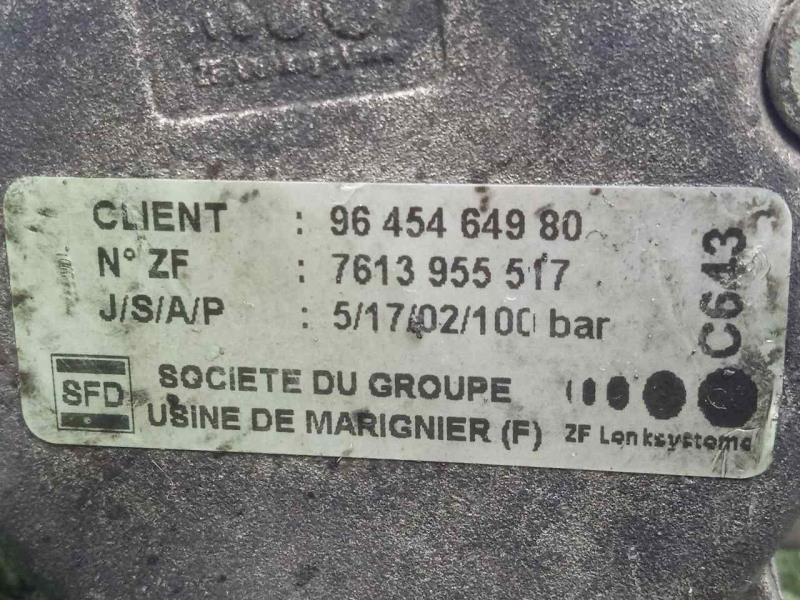 CLIENT : 96 454 649 80
N° ZF : 7613 955 517
J/S/A/P : 5/17/02/100 bar
C643
SFD
SOCIETE DU GROUPE
USINE DE MARIGNIER (F)
ZF Lenksysteme